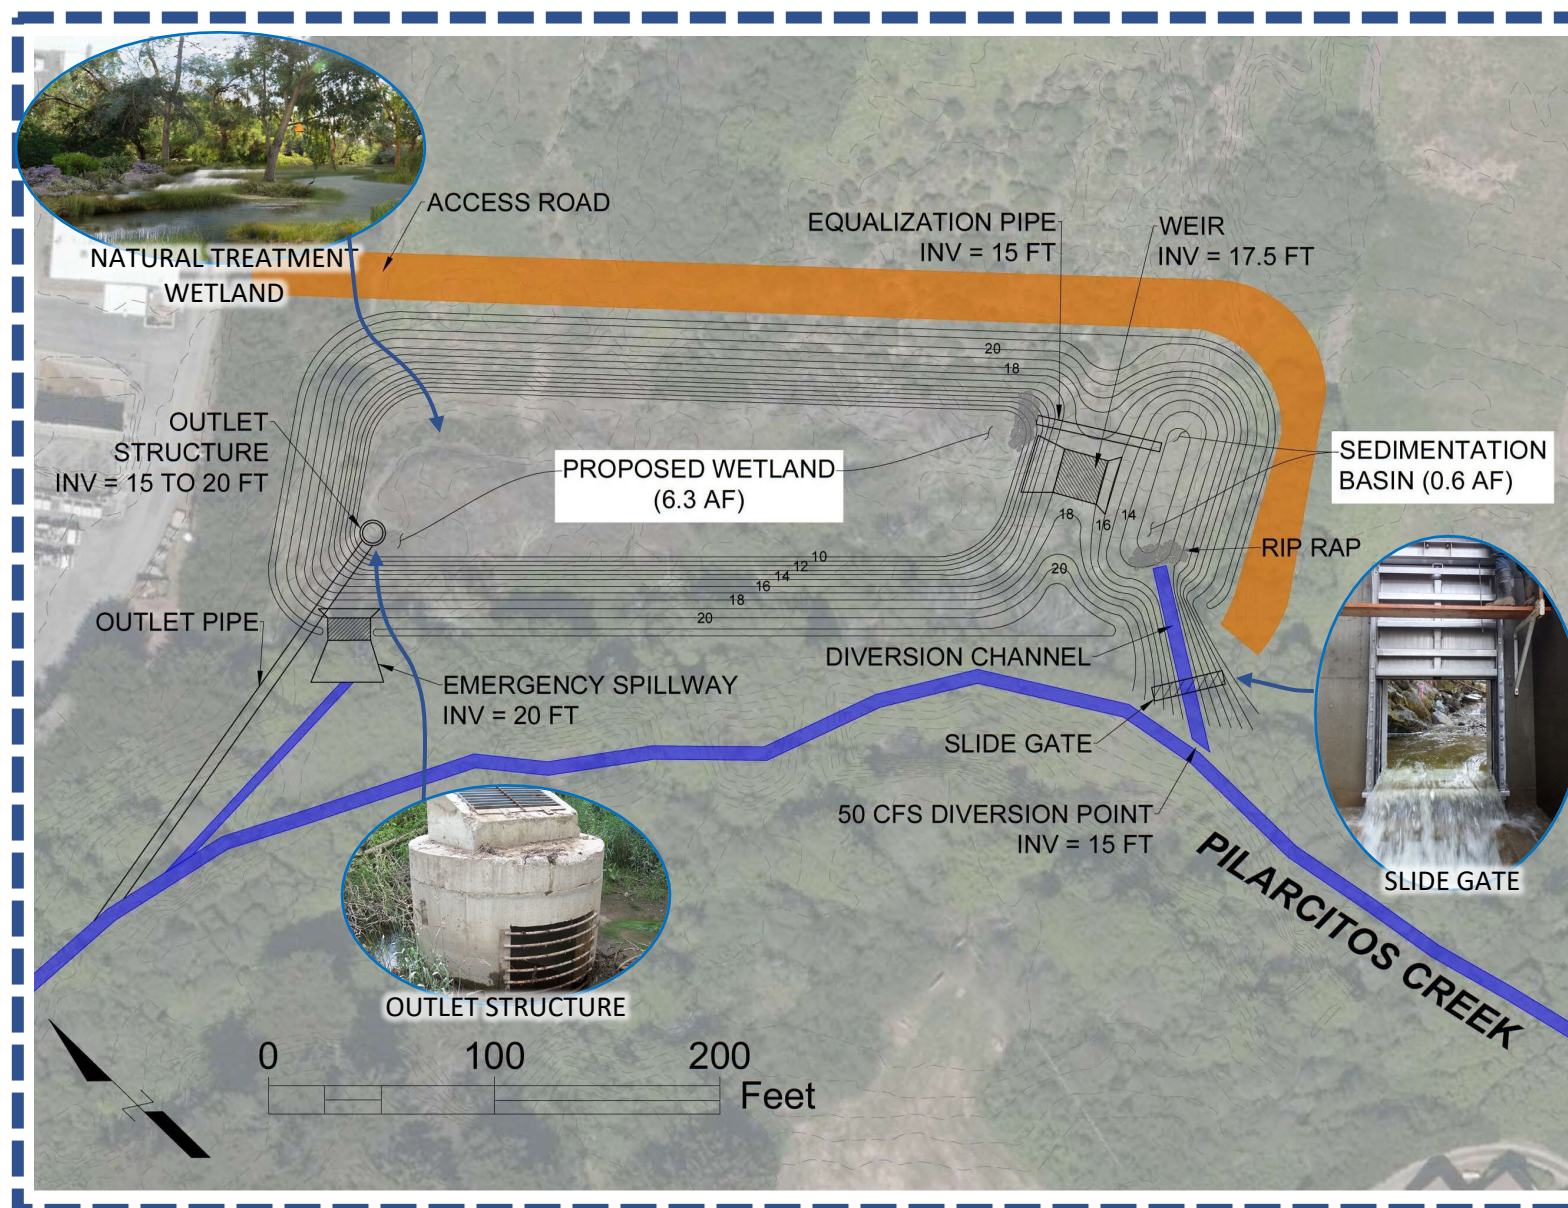 NATURAL TREATMENT
WETLAND
ACCESS ROAD
EQUALIZATION PIPE
INV = 15 FT
WEIR
INV = 17.5 FT
20
18
OUTLET
STRUCTURE
INV = 15 TO 20 FT
PROPOSED WETLAND
(6.3 AF)
SEDIMENTATION
BASIN (0.6 AF)
18
16
14
RIP RAP
10
12
14
16
18
20
20
OUTLET PIPE
DIVERSION CHANNEL
EMERGENCY SPILLWAY
INV = 20 FT
SLIDE GATE
50 CFS DIVERSION POINT
INV = 15 FT
PILARCITOS CREEK
SLIDE GATE
OUTLET STRUCTURE
0
100
200
Feet